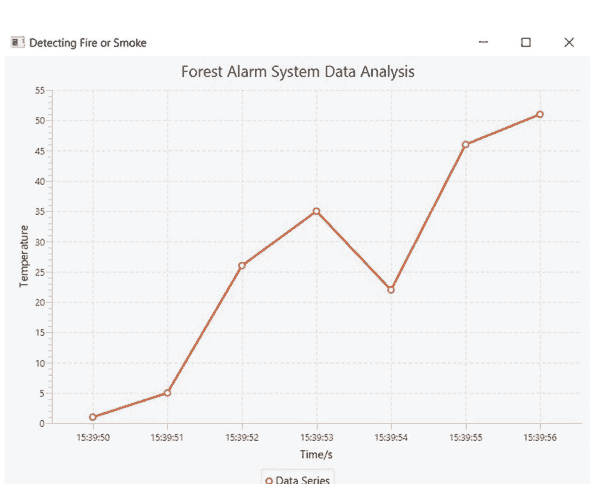 Detecting Fire or Smoke
Forest Alarm System Data Analysis
55
50
45
40
35
30
25
20
15
10
5
0
Temperature
15:39:50 15:39:51 15:39:52 15:39:53 15:39:54 15:39:55 15:39:56
Time/s
Data Series